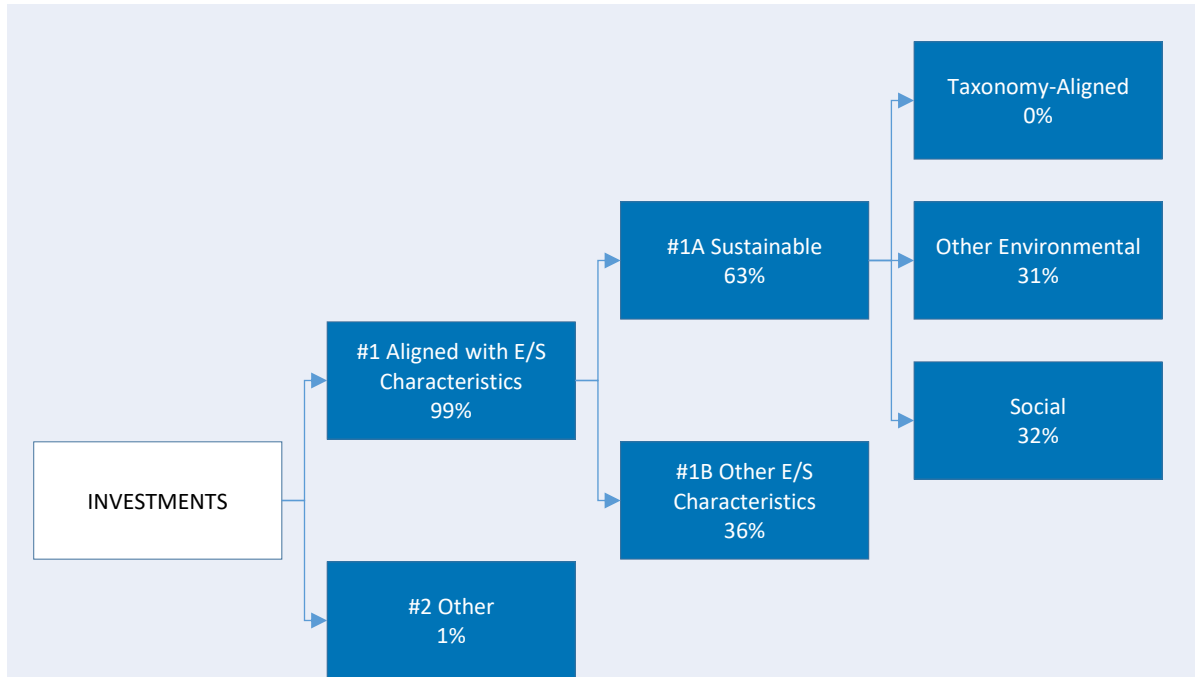 INVESTMENTS
#1 Aligned with E/S
Characteristics
99%
#2 Other
1%
#1A Sustainable
63%
#1B Other E/S
Characteristics
36%
Taxonomy-Aligned
0%
Other Environmental
31%
Social
32%